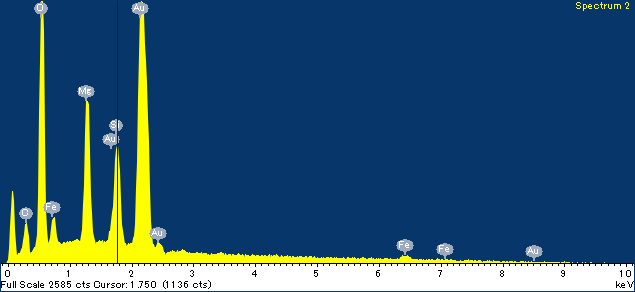 Spectrum 2
O
Au
Mg
Si
Au
O
Fe
Au
Fe
Fe
Au
0 1 2 3 4 5 6 7 8 9 10
Full Scale 2585 cts Cursor: 1.750 (1136 cts) keV